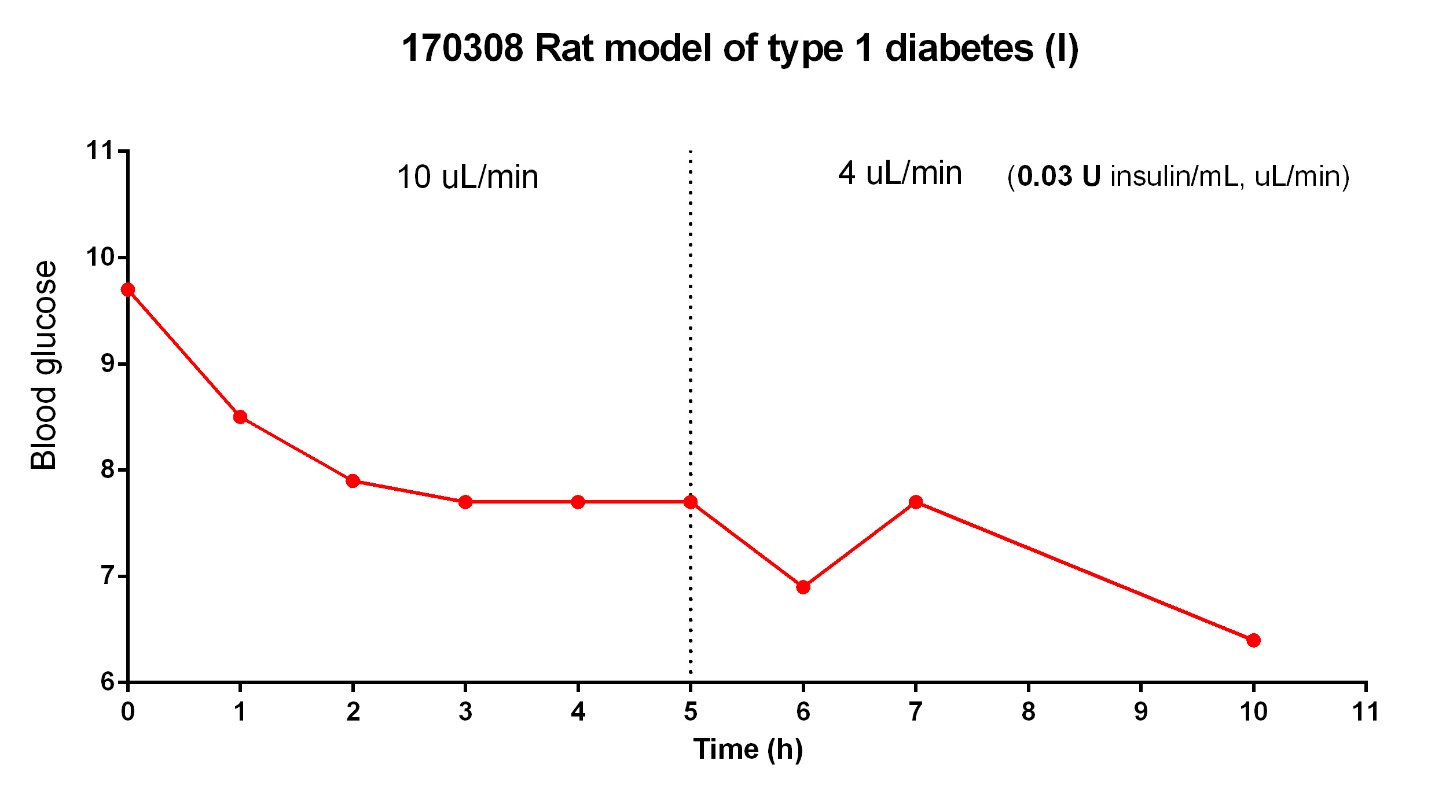 170308 Rat model of type 1 diabetes (I)
10 uL/min
4 uL/min
(0.03 U insulin/mL, uL/min)
11
10
9
8
7
6
Blood glucose
0 1 2 3 4 5 6 7 8 9 10 11
Time (h)